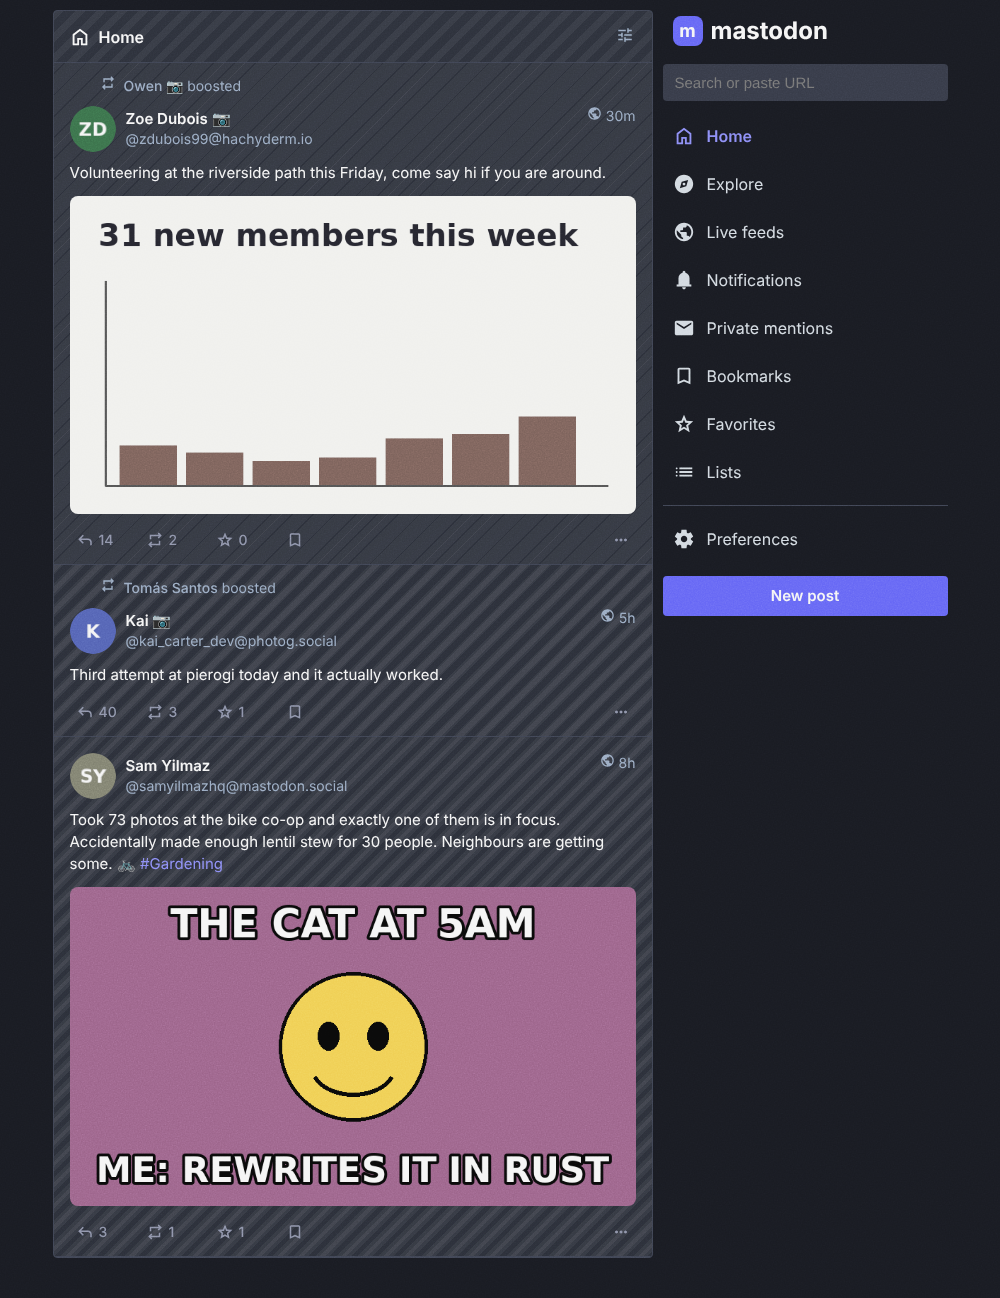 Home
Owen 📷 boosted
ZD
Zoe Dubois 📷
30m
@zdubois99@hachyderm.io
Volunteering at the riverside path this Friday, come say hi if you are around.
31 new members this week
14 2 0
Tomás Santos boosted
K
Kai 📷
5h
@kai_carter_dev@photog.social
Third attempt at pierogi today and it actually worked.
40 3 1
SY
Sam Yilmaz
8h
@samyilmazhq@mastodon.social
Took 73 photos at the bike co-op and exactly one of them is in focus.
Accidentally made enough lentil stew for 30 people. Neighbours are getting
some. 🚲 #Gardening
THE CAT AT 5AM
ME: REWRITES IT IN RUST
3 1 1
m mastodon
Search or paste URL
Home
Explore
Live feeds
Notifications
Private mentions
Bookmarks
Favorites
Lists
Preferences
New post